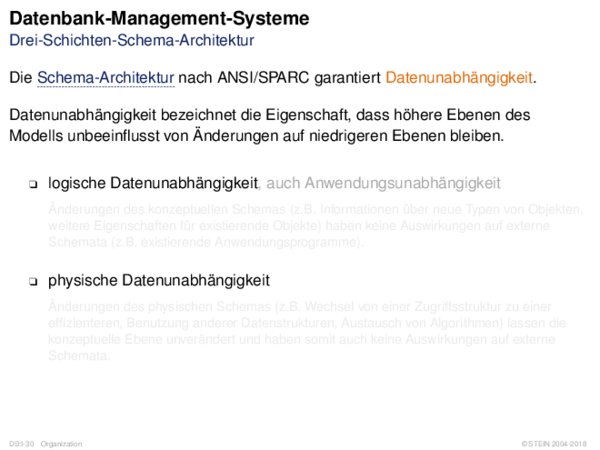 Datenbank-Management-Systeme
Drei-Schichten-Schema-Architektur
Die Schema-Architektur nach ANSI/SPARC garantiert Datenunabhängigkeit.
Datenunabhängigkeit bezeichnet die Eigenschaft, dass höhere Ebenen des
Modells unbeeinflusst von Änderungen auf niedrigeren Ebenen bleiben.
❑ logische Datenunabhängigkeit, auch Anwendungsunabhängigkeit
Änderungen des konzeptuellen Schemas (z.B. Informationen über neue Typen von Objekten,
weitere Eigenschaften für existierende Objekte) haben keine Auswirkungen auf externe
Schemata (z.B. existierende Anwendungsprogramme).
❑ physische Datenunabhängigkeit
Änderungen des physischen Schemas (z.B. Wechsel von einer Zugriffsstruktur zu einer
effizienteren, Benutzung anderer Datenstrukturen, Austausch von Algorithmen) lassen die
konzeptuelle Ebene unverändert und haben somit auch keine Auswirkungen auf externe
Schemata.
DB:I-30 Organization
© STEIN 2004-2018